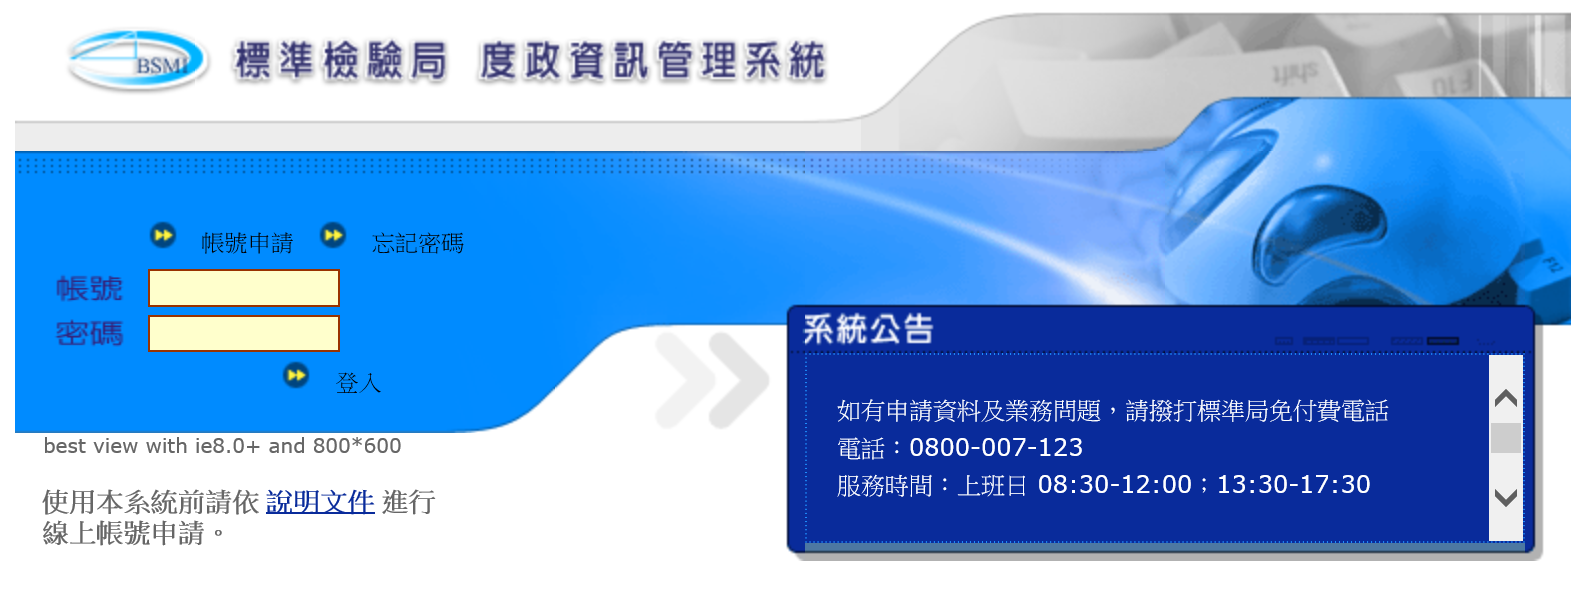 BSMI 標準檢驗局 度政資訊管理系統
shift
F10
F12
帳號申請 忘記密碼
帳號
密碼
登入
best view with ie8.0+ and 800*600
使用本系統前請依 說明文件 進行
線上帳號申請。
系統公告
如有申請資料及業務問題，請撥打標準局免付費電話
電話：0800-007-123
服務時間：上班日 08:30-12:00；13:30-17:30